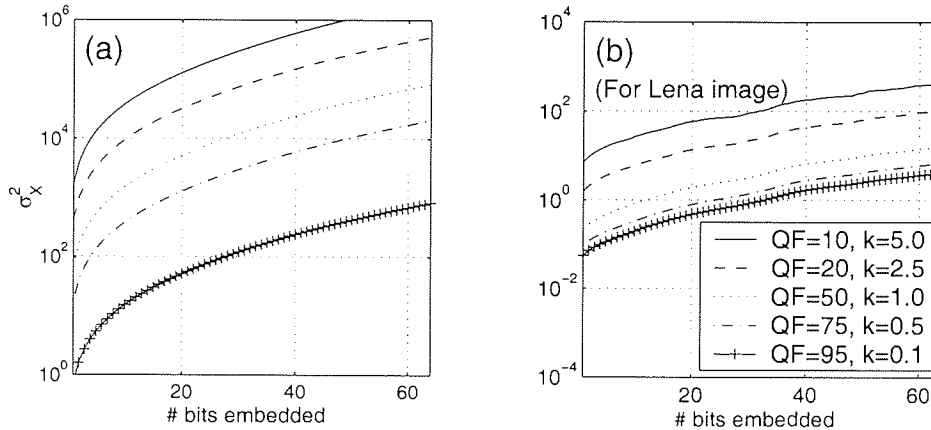 (a)
10^6
10^4
10^2
10^0
σ_X^2
20
40
60
# bits embedded
(b)
(For Lena image)
10^4
10^2
10^0
10^−2
10^−4
QF=10, k=5.0
QF=20, k=2.5
QF=50, k=1.0
QF=75, k=0.5
QF=95, k=0.1
20
40
60
# bits embedded